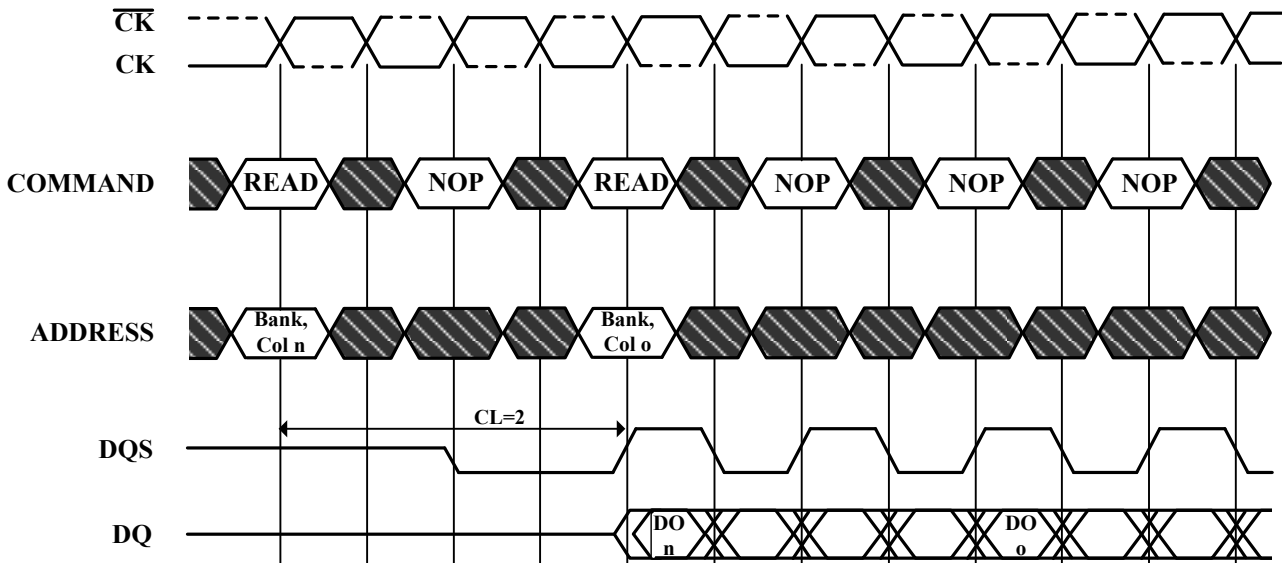 C̅K̅
CK
COMMAND
READ
NOP
READ
NOP
NOP
NOP
ADDRESS
Bank,
Col n
Bank,
Col o
CL=2
DQS
DQ
DO
n
DO
o